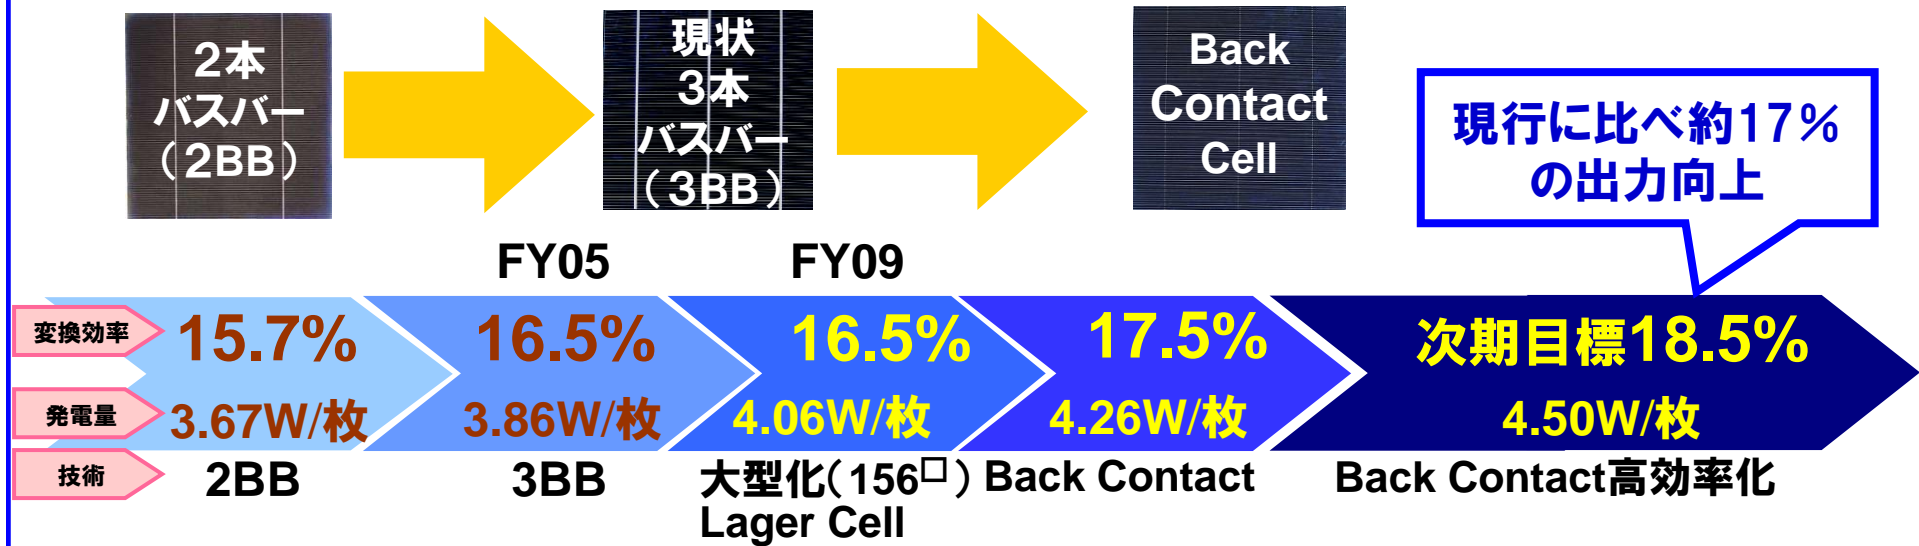 2本
バスバー
（2BB）
現状
3本
バスバー
（3BB）
Back
Contact
Cell
現行に比べ約17%
の出力向上
FY05
FY09
変換効率
15.7%
16.5%
16.5%
17.5%
次期目標18.5%
発電量
3.67W/枚
3.86W/枚
4.06W/枚
4.26W/枚
4.50W/枚
技術
2BB
3BB
大型化（156□）
Lager Cell
Back Contact
Back Contact高効率化